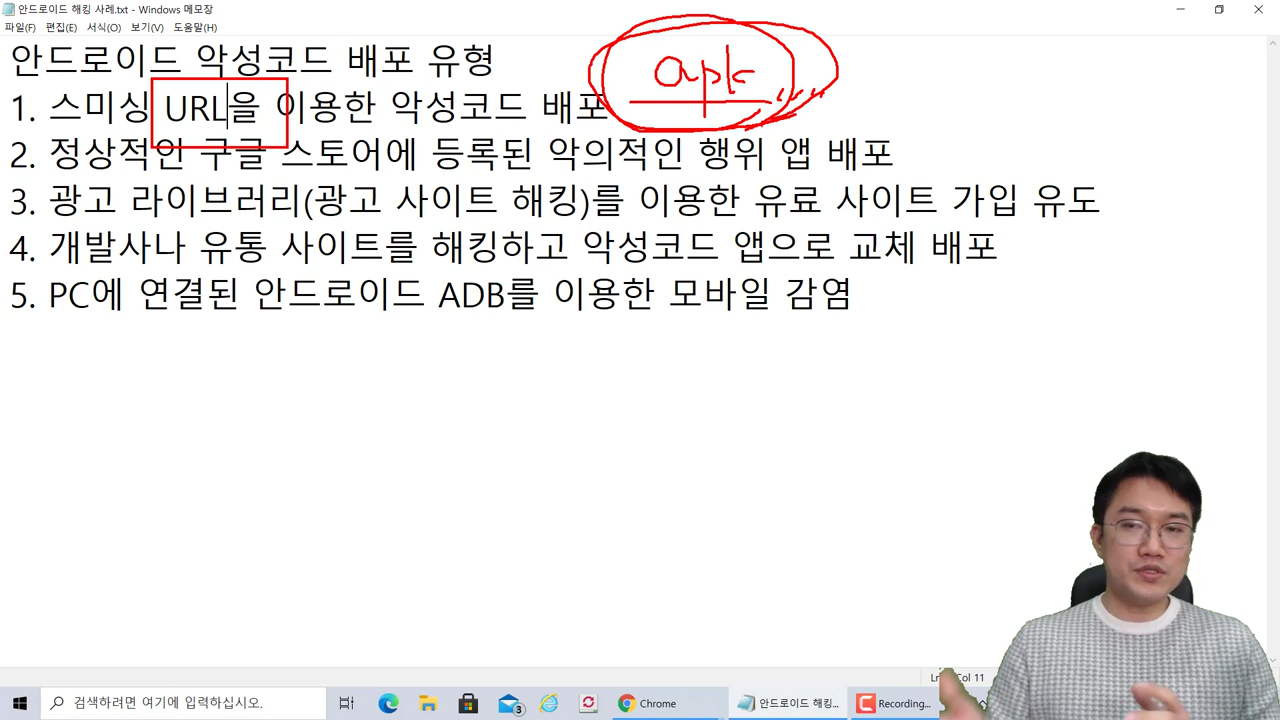 안드로이드 해킹 사례.txt - Windows 메모장
파일(F) 편집(E) 서식(O) 보기(V) 도움말(H)
안드로이드 악성코드 배포 유형
apk
1. 스미싱 URL을 이용한 악성코드 배포
2. 정상적인 구글 스토어에 등록된 악의적인 행위 앱 배포
3. 광고 라이브러리(광고 사이트 해킹)를 이용한 유료 사이트 가입 유도
4. 개발사나 유통 사이트를 해킹하고 악성코드 앱으로 교체 배포
5. PC에 연결된 안드로이드 ADB를 이용한 모바일 감염
Col 11
검색하려면 여기에 입력하십시오.
3
Chrome
안드로이드 해킹...
Recording...